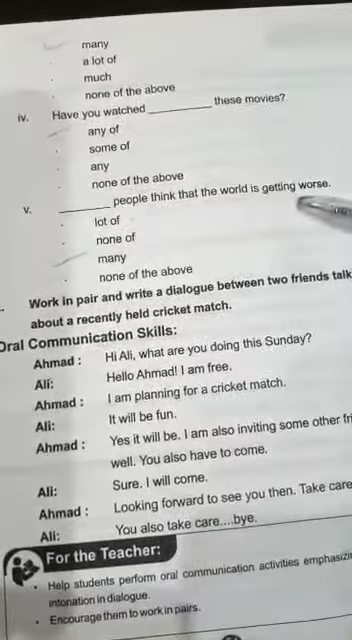 many
a lot of
much
none of the above
iv. Have you watched __________ these movies?
any of
some of
any
none of the above
v. __________ people think that the world is getting worse.
lot of
none of
many
none of the above
Work in pair and write a dialogue between two friends talk
about a recently held cricket match.
Oral Communication Skills:
Ahmad : Hi Ali, what are you doing this Sunday?
Ali: Hello Ahmad! I am free.
Ahmad : I am planning for a cricket match.
Ali: It will be fun.
Ahmad : Yes it will be. I am also inviting some other fri
well. You also have to come.
Ali: Sure. I will come.
Ahmad : Looking forward to see you then. Take care
Ali: You also take care....bye.
For the Teacher:
• Help students perform oral communication activities emphasizi
intonation in dialogue.
• Encourage them to work in pairs.